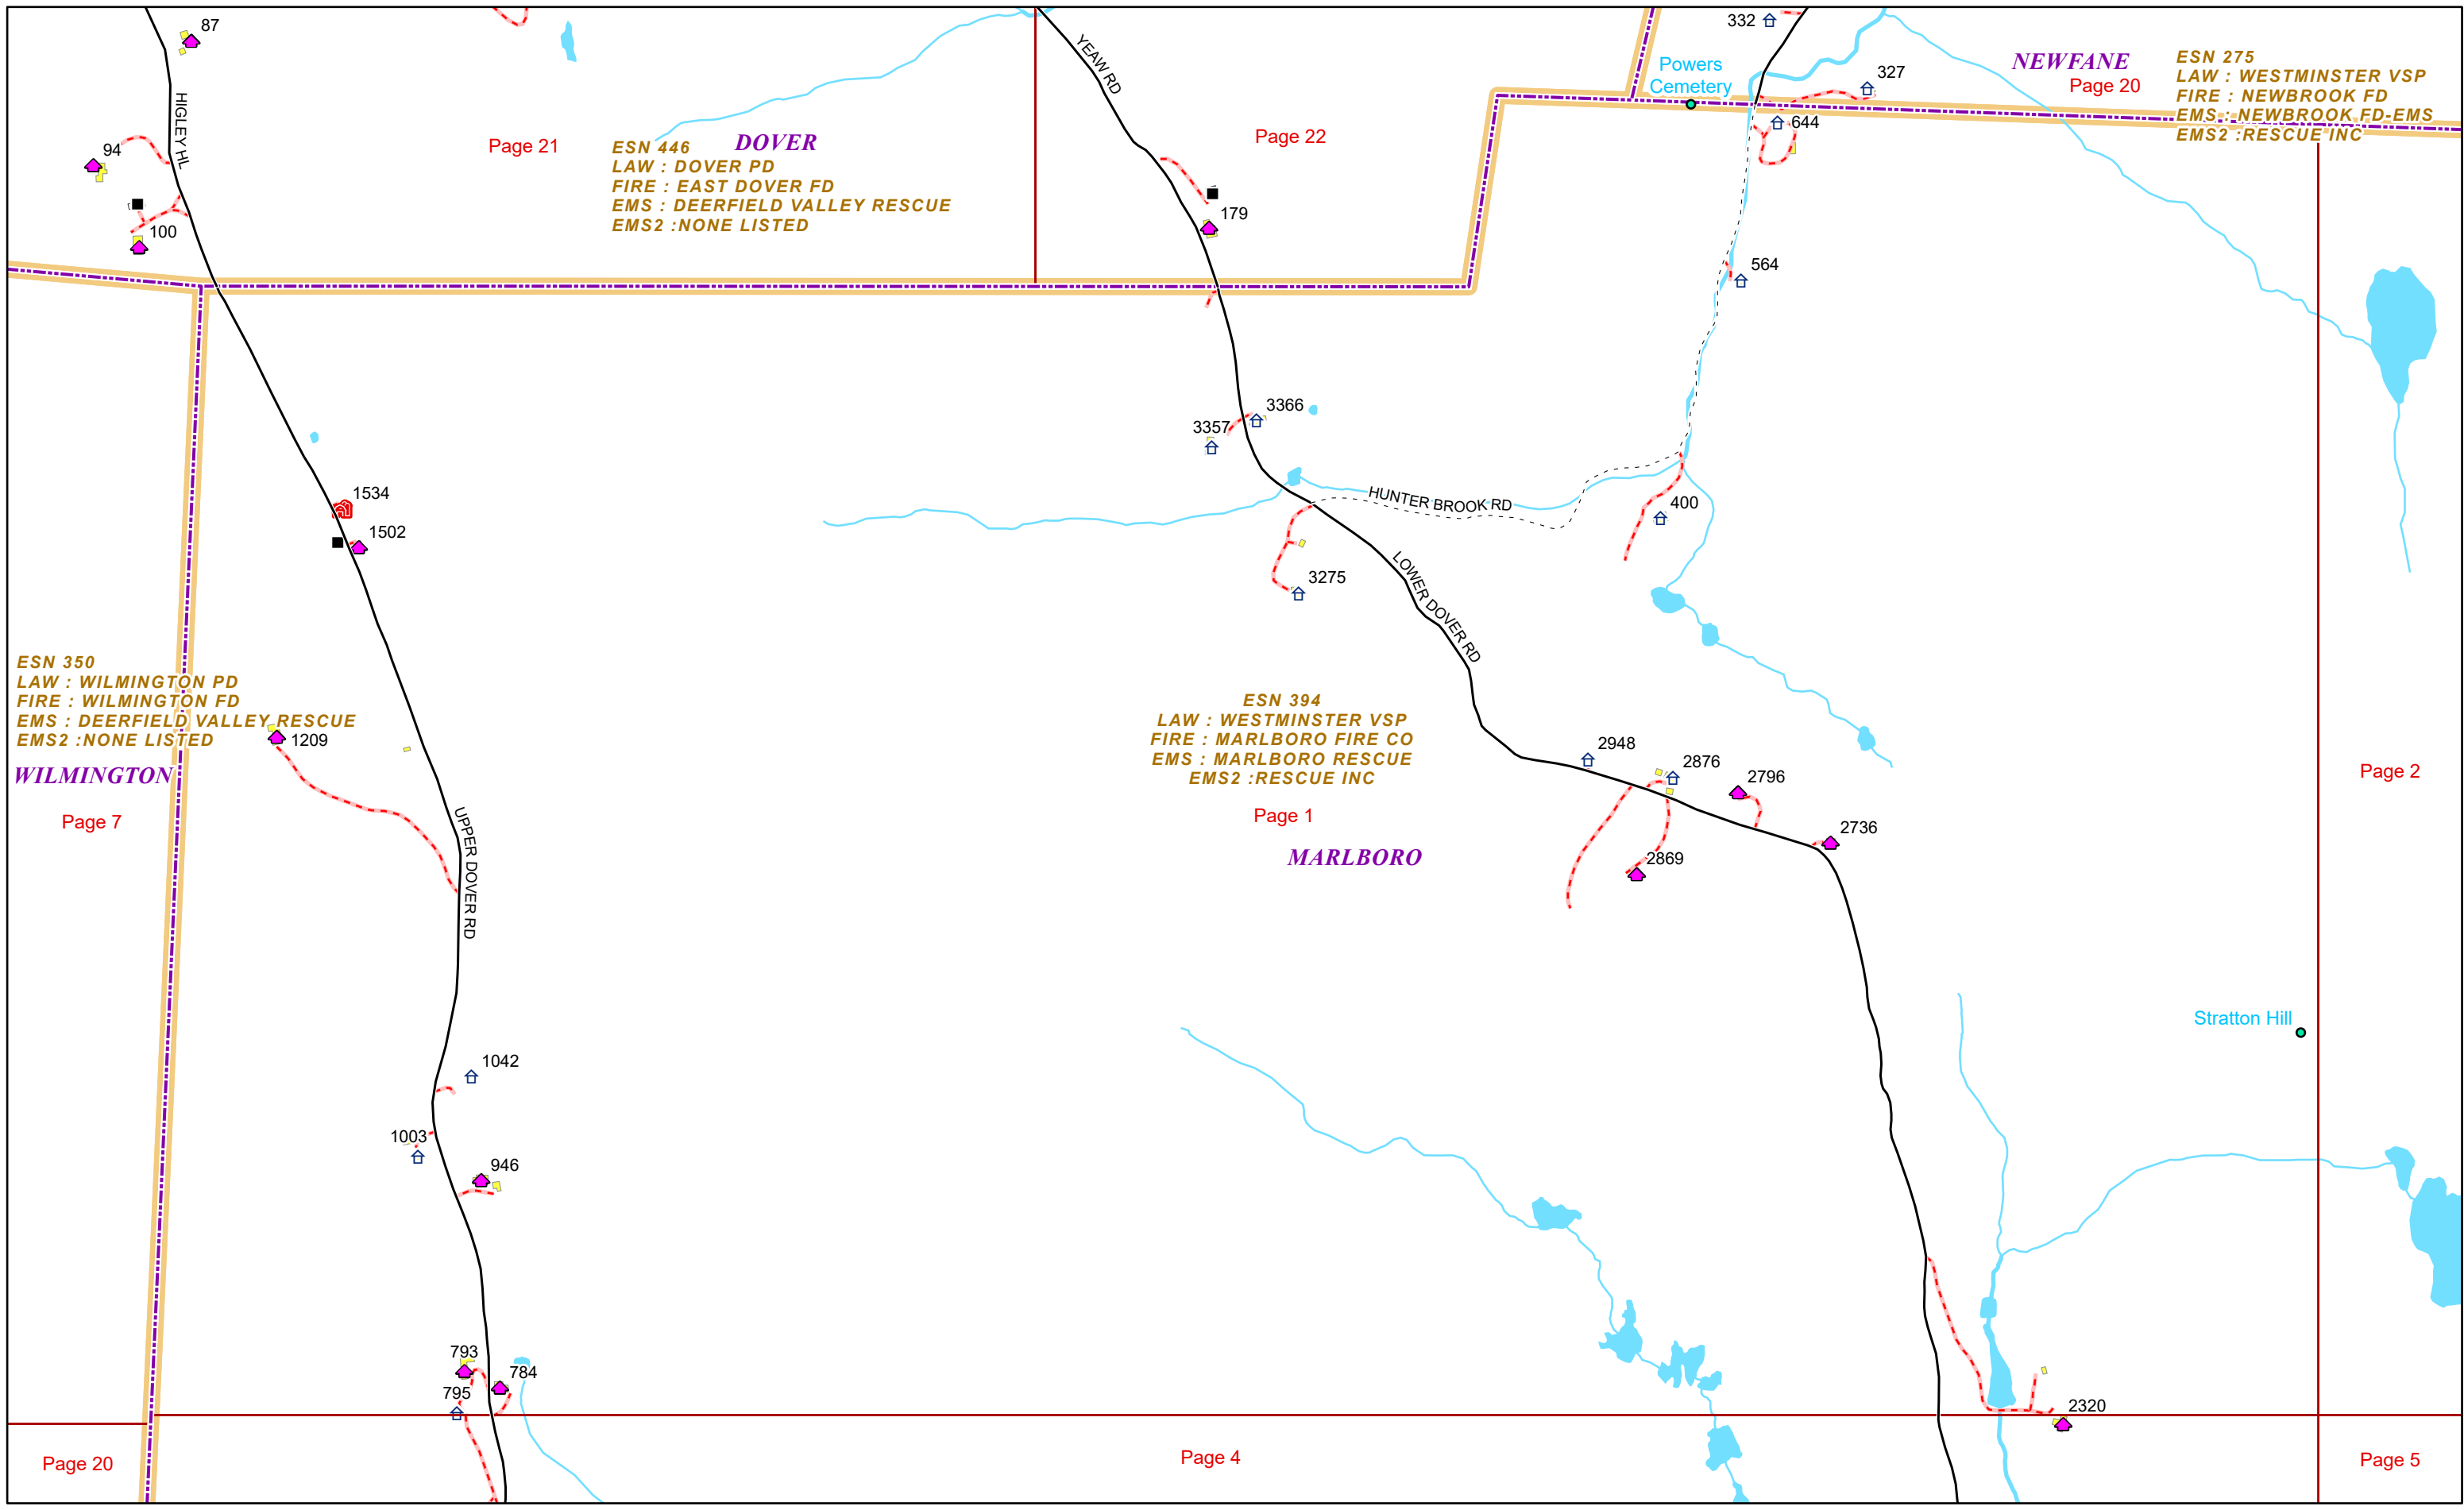 87
332
YEAW RD
NEWFANE
Page 20
ESN 275
LAW : WESTMINSTER VSP
FIRE : NEWBROOK FD
EMS : NEWBROOK FD-EMS
EMS2 :RESCUE INC
Powers
Cemetery
327
644
HIGLEY HL
94
100
Page 21
ESN 446
LAW : DOVER PD
FIRE : EAST DOVER FD
EMS : DEERFIELD VALLEY RESCUE
EMS2 :NONE LISTED
DOVER
Page 22
179
564
3366
3357
1534
1502
HUNTER BROOK RD
400
3275
LOWER DOVER RD
ESN 350
LAW : WILMINGTON PD
FIRE : WILMINGTON FD
EMS : DEERFIELD VALLEY RESCUE
EMS2 :NONE LISTED
1209
WILMINGTON
Page 7
ESN 394
LAW : WESTMINSTER VSP
FIRE : MARLBORO FIRE CO
EMS : MARLBORO RESCUE
EMS2 :RESCUE INC
Page 1
MARLBORO
2948
2876
2796
2736
2869
Page 2
UPPER DOVER RD
Stratton Hill
1042
1003
946
793
784
795
2320
Page 20
Page 4
Page 5